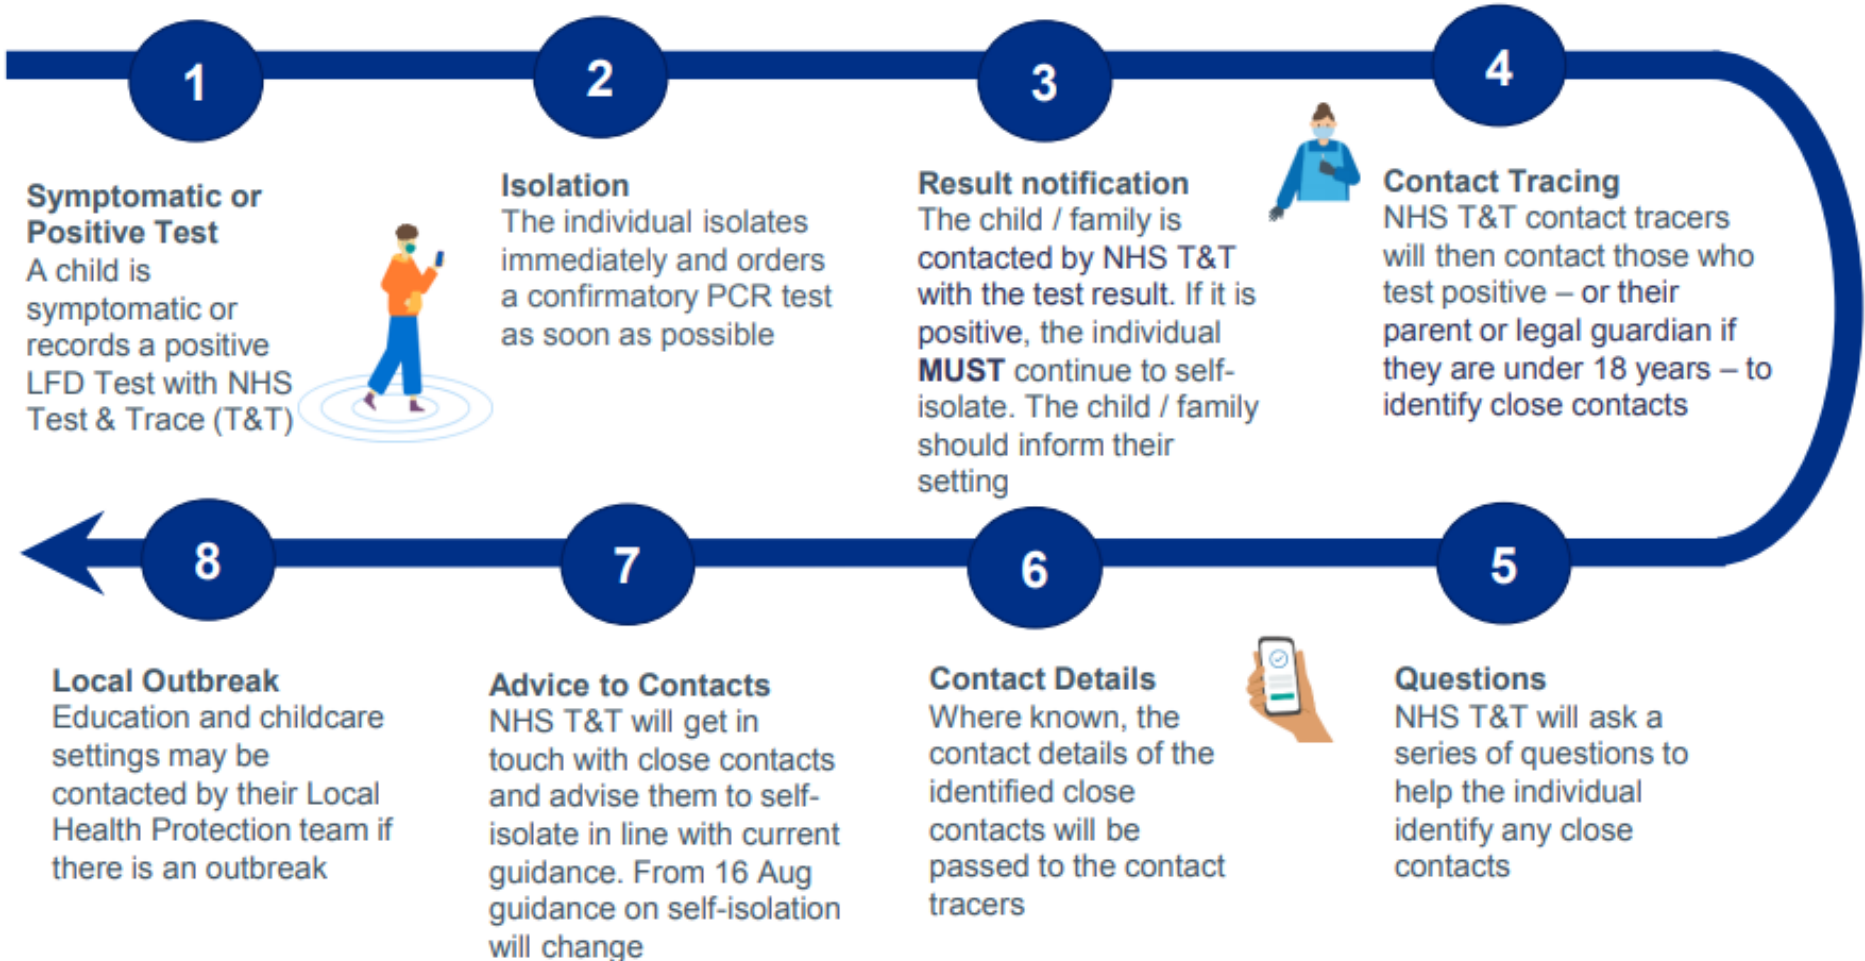 1
Symptomatic or
Positive Test
A child is
symptomatic or
records a positive
LFD Test with NHS
Test & Trace (T&T)
2
Isolation
The individual isolates
immediately and orders
a confirmatory PCR test
as soon as possible
3
Result notification
The child / family is
contacted by NHS T&T
with the test result. If it is
positive, the individual
MUST continue to self-
isolate. The child / family
should inform their
setting
4
Contact Tracing
NHS T&T contact tracers
will then contact those who
test positive – or their
parent or legal guardian if
they are under 18 years – to
identify close contacts
5
Questions
NHS T&T will ask a
series of questions to
help the individual
identify any close
contacts
6
Contact Details
Where known, the
contact details of the
identified close
contacts will be
passed to the contact
tracers
7
Advice to Contacts
NHS T&T will get in
touch with close contacts
and advise them to self-
isolate in line with current
guidance. From 16 Aug
guidance on self-isolation
will change
8
Local Outbreak
Education and childcare
settings may be
contacted by their Local
Health Protection team if
there is an outbreak